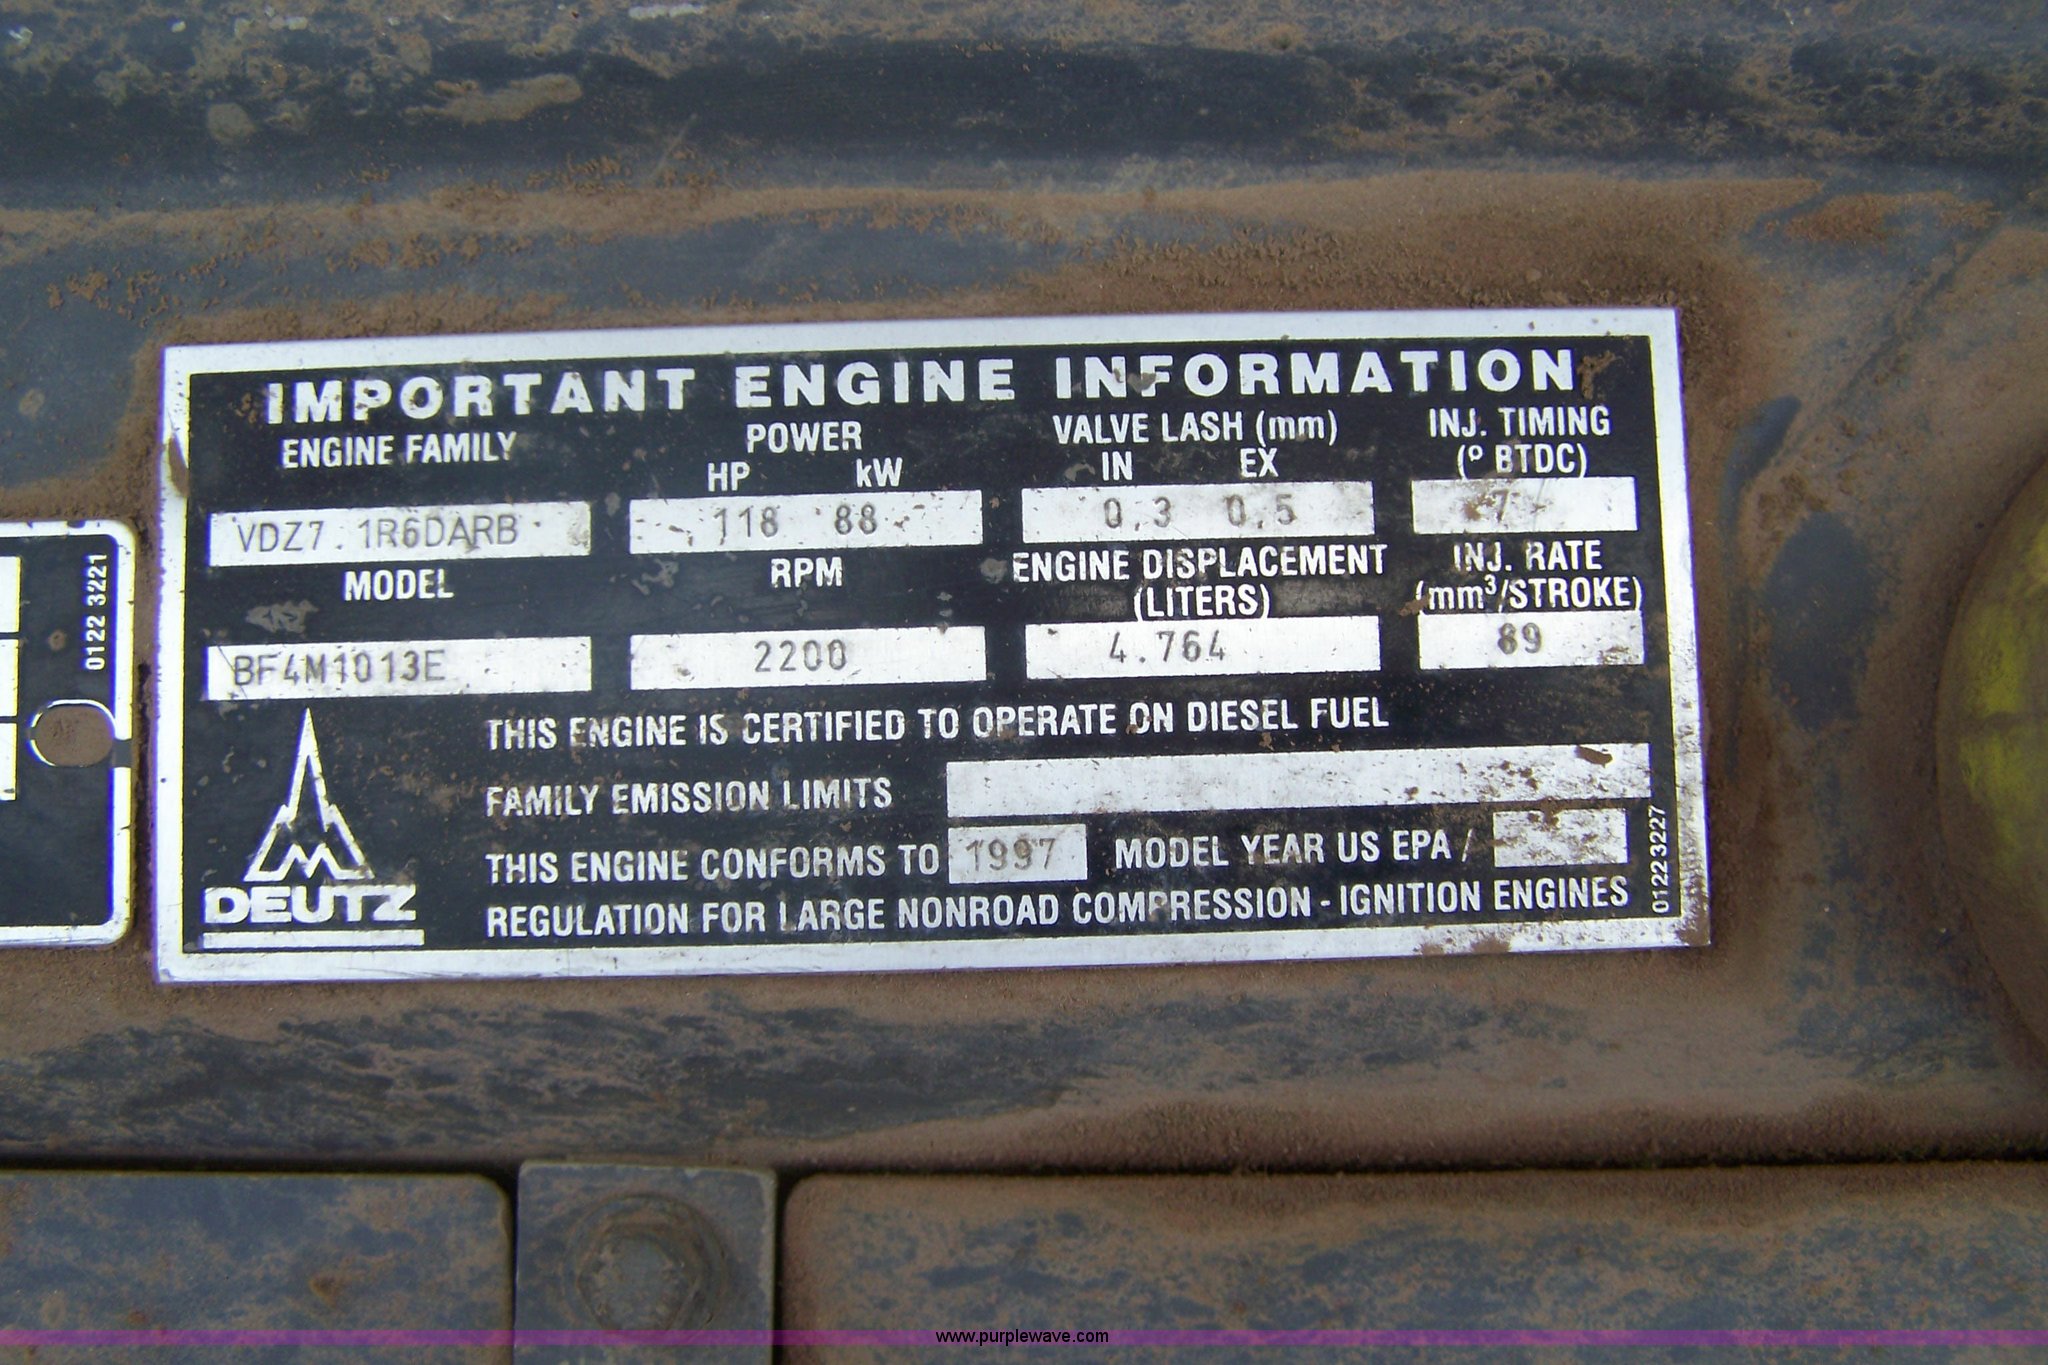 IMPORTANT ENGINE INFORMATION
ENGINE FAMILY POWER VALVE LASH (mm) INJ. TIMING
HP kW IN EX (° BTDC)
VDZ7.1R6DARB 118 88 0,3 0,5 7
MODEL RPM ENGINE DISPLACEMENT INJ. RATE
(LITERS) (mm³/STROKE)
BF4M1013E 2200 4.764 89
THIS ENGINE IS CERTIFIED TO OPERATE ON DIESEL FUEL
FAMILY EMISSION LIMITS
THIS ENGINE CONFORMS TO 1997 MODEL YEAR US EPA /
REGULATION FOR LARGE NONROAD COMPRESSION - IGNITION ENGINES
DEUTZ
01223227
0122 3221
www.purplewave.com